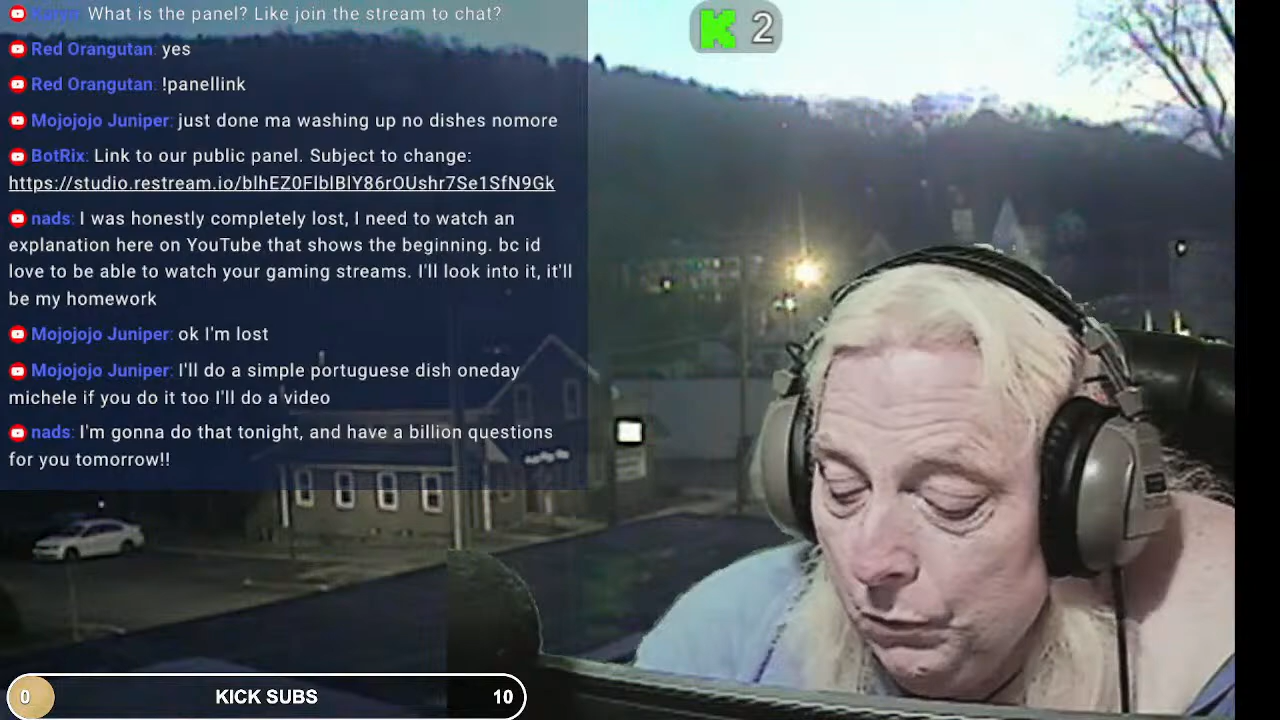 What is the panel? Like join the stream to chat?
K 2
Red Orangutan: yes
Red Orangutan: !panellink
Mojojojo Juniper: just done ma washing up no dishes nomore
BotRix: Link to our public panel. Subject to change:
https://studio.restream.io/blhEZ0FlblBlY86rOUshr7Se1SfN9Gk
nads: I was honestly completely lost, I need to watch an
explanation here on YouTube that shows the beginning. bc id
love to be able to watch your gaming streams. I'll look into it, it'll
be my homework
Mojojojo Juniper: ok I'm lost
Mojojojo Juniper: I'll do a simple portuguese dish oneday
michele if you do it too I'll do a video
nads: I'm gonna do that tonight, and have a billion questions
for you tomorrow!!
0 KICK SUBS 10